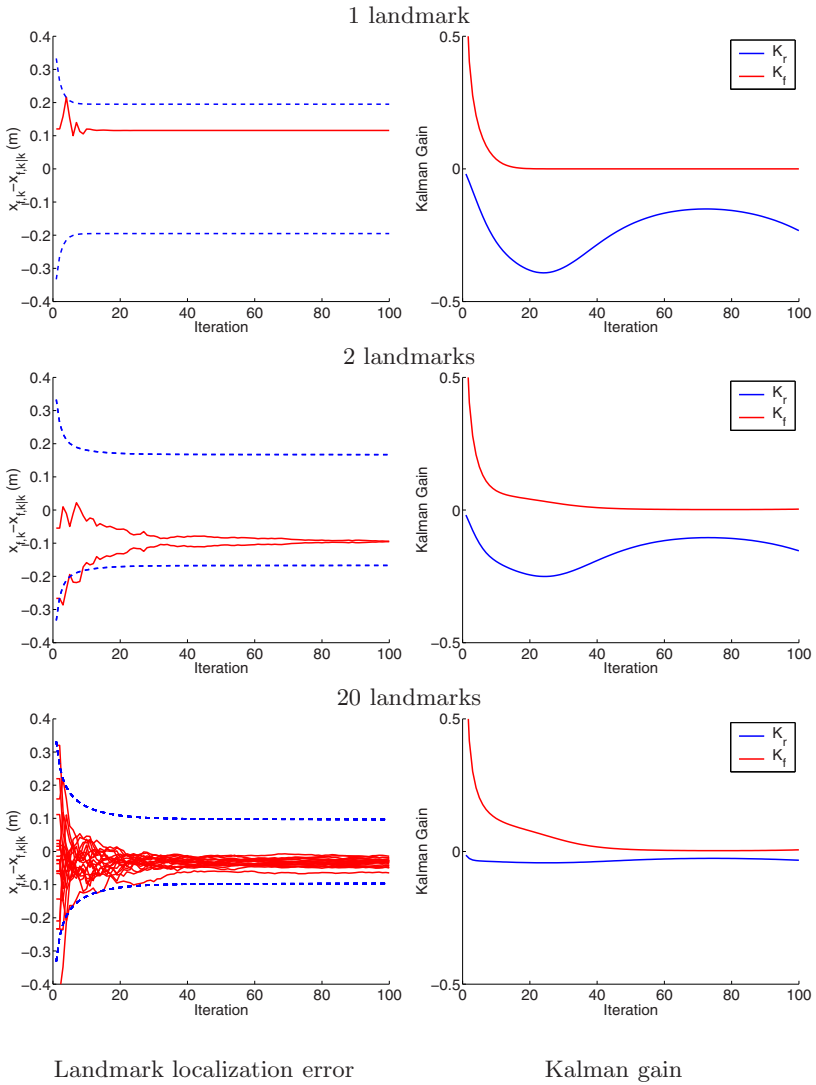 1 landmark
0.4
0.3
0.2
0.1
0
−0.1
−0.2
−0.3
−0.4
x_{f,k}−x_{f,k|k} (m)
0 20 40 60 80 100
Iteration
0.5
0
−0.5
Kalman Gain
K_r
K_f
0 20 40 60 80 100
Iteration
2 landmarks
0.4
0.3
0.2
0.1
0
−0.1
−0.2
−0.3
−0.4
x_{f,k}−x_{f,k|k} (m)
0 20 40 60 80 100
Iteration
0.5
0
−0.5
Kalman Gain
K_r
K_f
0 20 40 60 80 100
Iteration
20 landmarks
0.4
0.3
0.2
0.1
0
−0.1
−0.2
−0.3
−0.4
x_{f,k}−x_{f,k|k} (m)
0 20 40 60 80 100
Iteration
0.5
0
−0.5
Kalman Gain
K_r
K_f
0 20 40 60 80 100
Iteration
Landmark localization error
Kalman gain